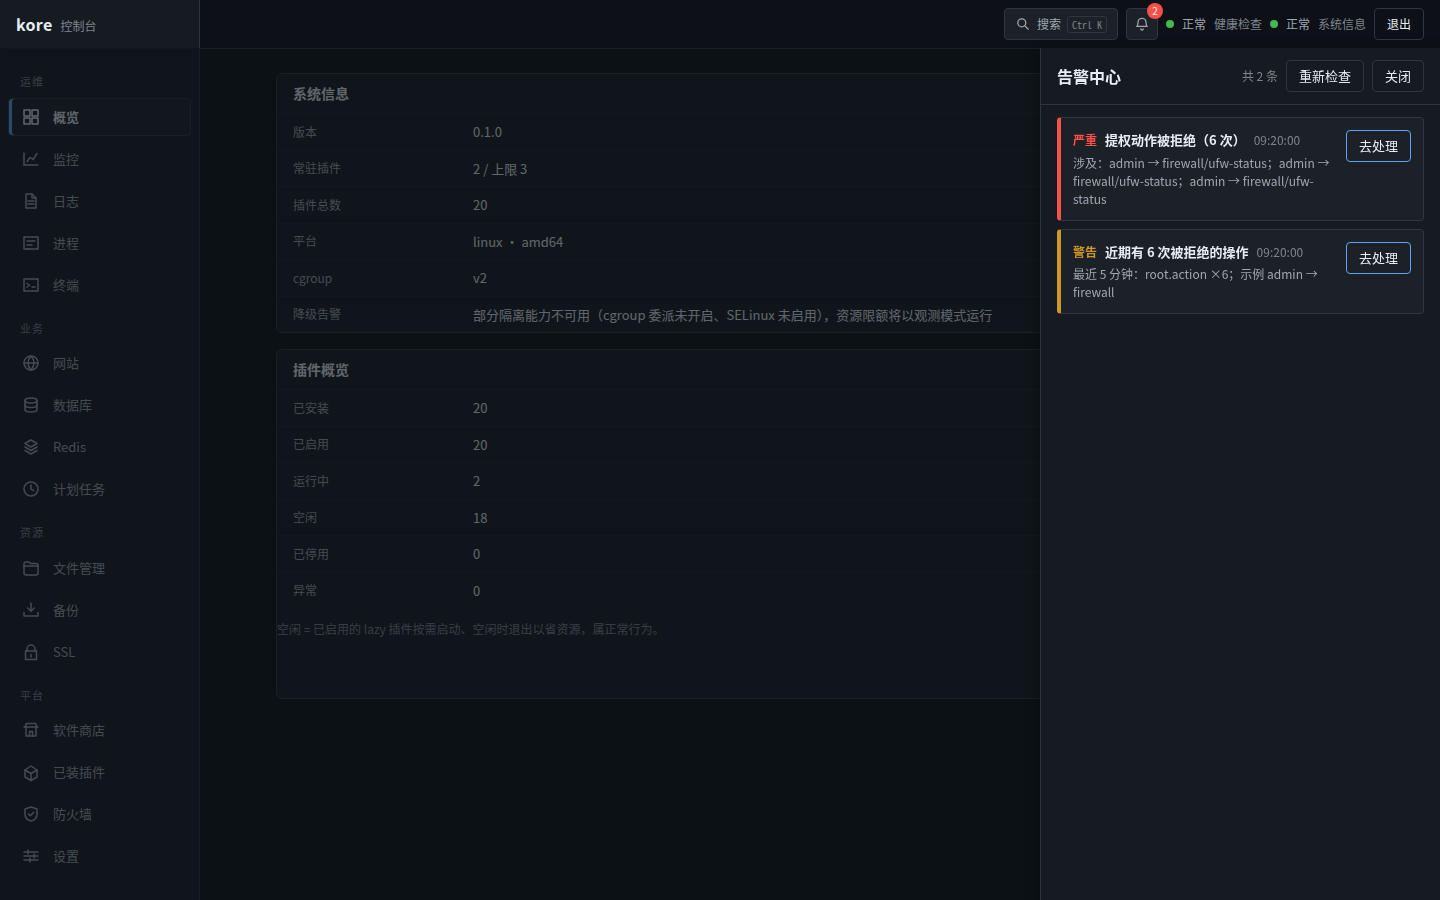 kore 控制台
搜索 Ctrl K
2
正常 健康检查
正常 系统信息
退出
运维
概览
监控
日志
进程
终端
业务
网站
数据库
Redis
计划任务
资源
文件管理
备份
SSL
平台
软件商店
已装插件
防火墙
设置
系统信息
版本 0.1.0
常驻插件 2 / 上限 3
插件总数 20
平台 linux · amd64
cgroup v2
降级告警 部分隔离能力不可用（cgroup 委派未开启、SELinux 未启用），资源限额将以观测模式运行
插件概览
已安装 20
已启用 20
运行中 2
空闲 18
已停用 0
异常 0
空闲 = 已启用的 lazy 插件按需启动、空闲时退出以省资源，属正常行为。
告警中心 共 2 条 重新检查 关闭
严重 提权动作被拒绝（6 次） 09:20:00
去处理
涉及：admin → firewall/ufw-status；admin →
firewall/ufw-status；admin → firewall/ufw-
status
警告 近期有 6 次被拒绝的操作 09:20:00
去处理
最近 5 分钟：root.action ×6；示例 admin →
firewall